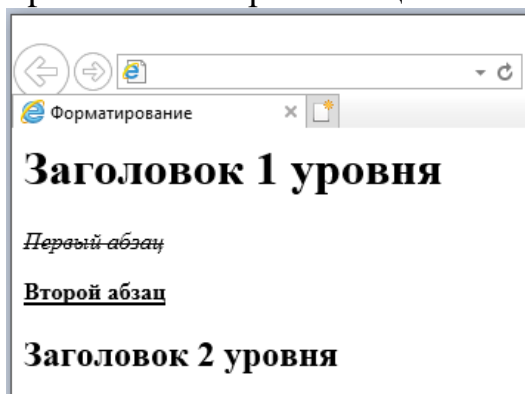 Форматирование
Заголовок 1 уровня
Первый абзац
Второй абзац
Заголовок 2 уровня